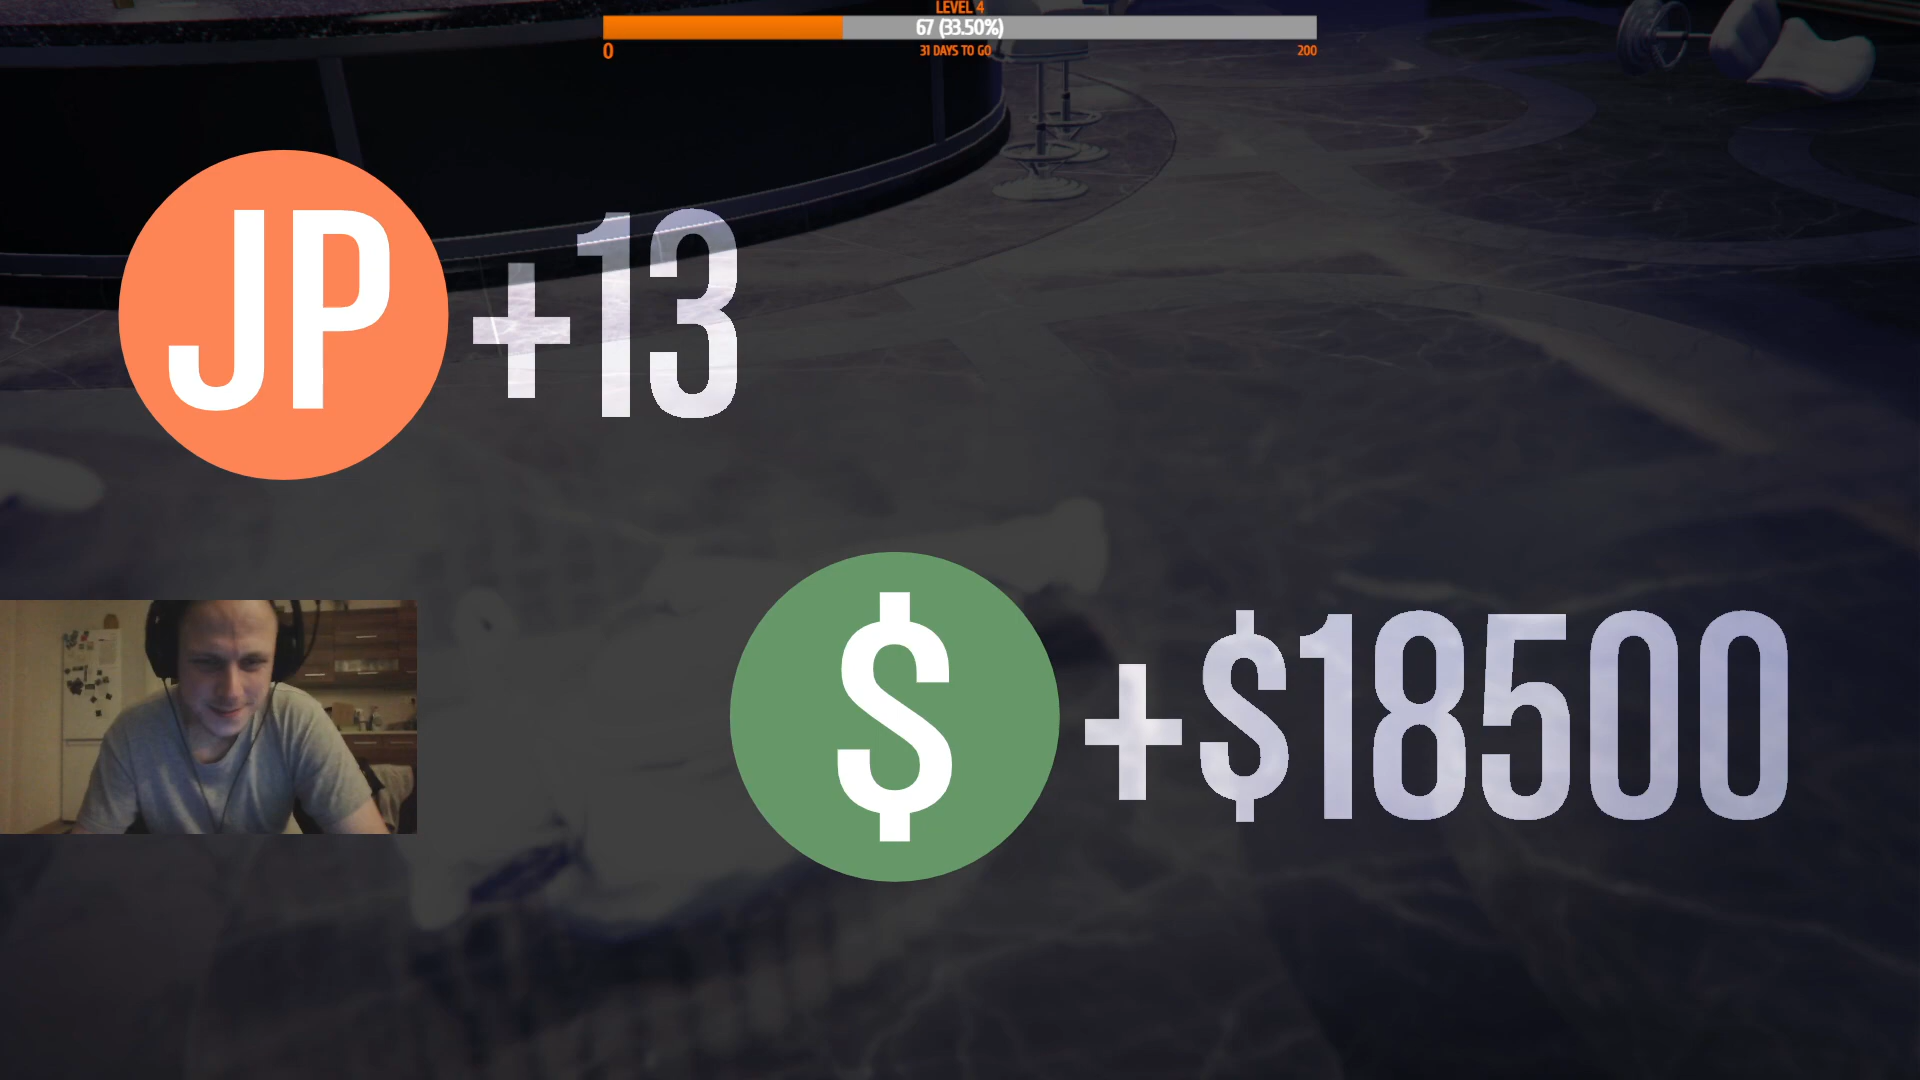 LEVEL 4
67 (33.50%)
0
31 DAYS TO GO
200
JP +13
$ +$18500